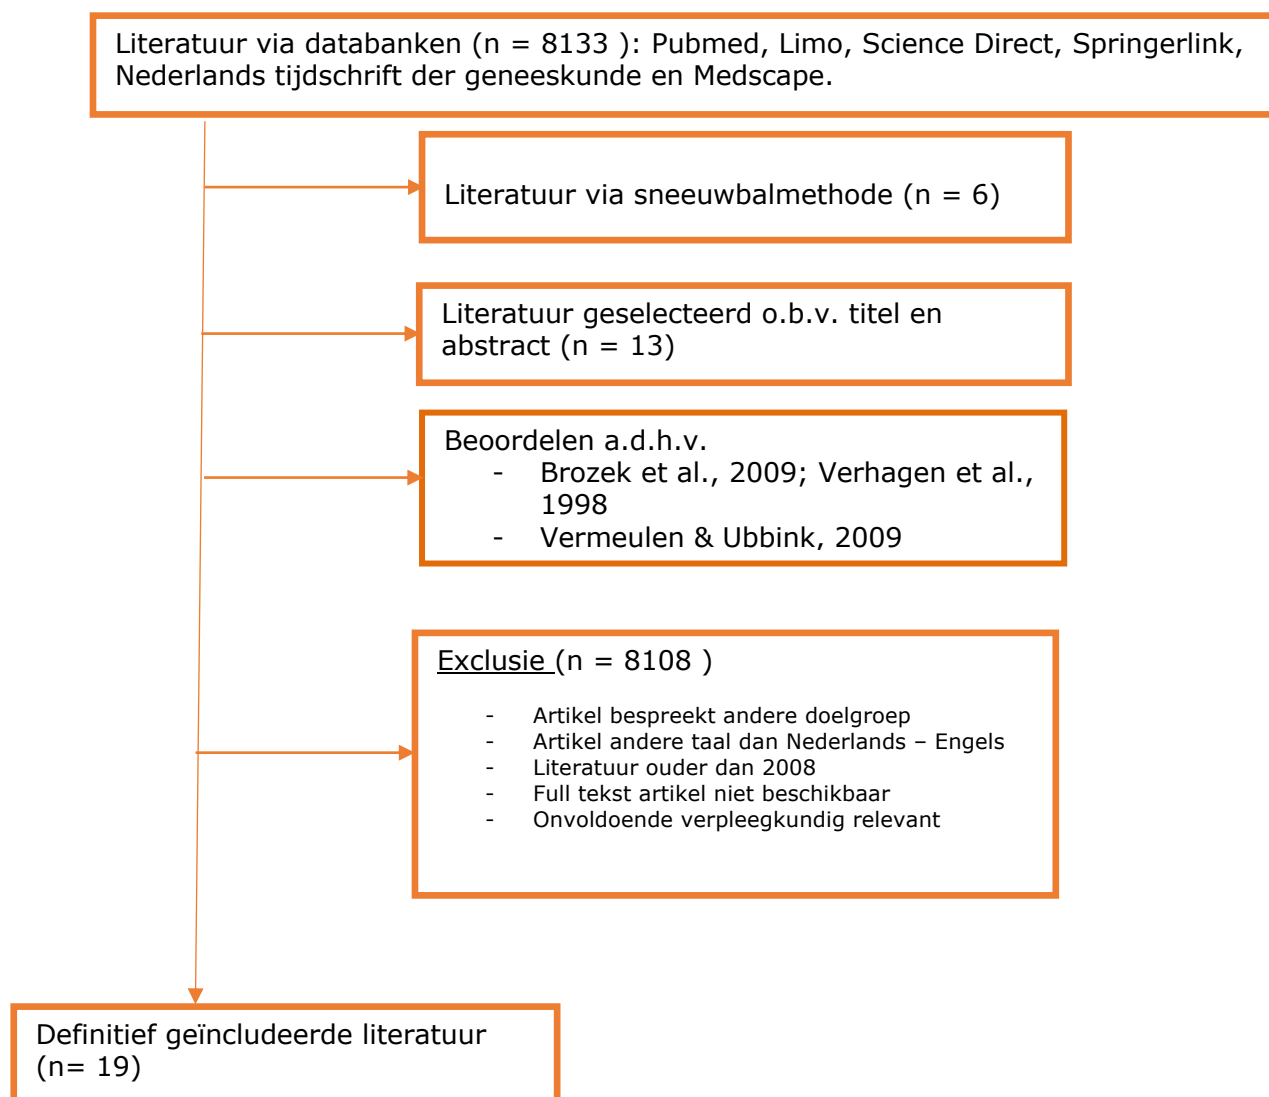 Literatuur via databanken (n = 8133 ): Pubmed, Limo, Science Direct, Springerlink,
Nederlands tijdschrift der geneeskunde en Medscape.
Literatuur via sneeuwbalmethode (n = 6)
Literatuur geselecteerd o.b.v. titel en
abstract (n = 13)
Beoordelen a.d.h.v.
- Brozek et al., 2009; Verhagen et al.,
1998
- Vermeulen & Ubbink, 2009
Exclusie (n = 8108 )
- Artikel bespreekt andere doelgroep
- Artikel andere taal dan Nederlands – Engels
- Literatuur ouder dan 2008
- Full tekst artikel niet beschikbaar
- Onvoldoende verpleegkundig relevant
Definitief geïncludeerde literatuur
(n= 19)